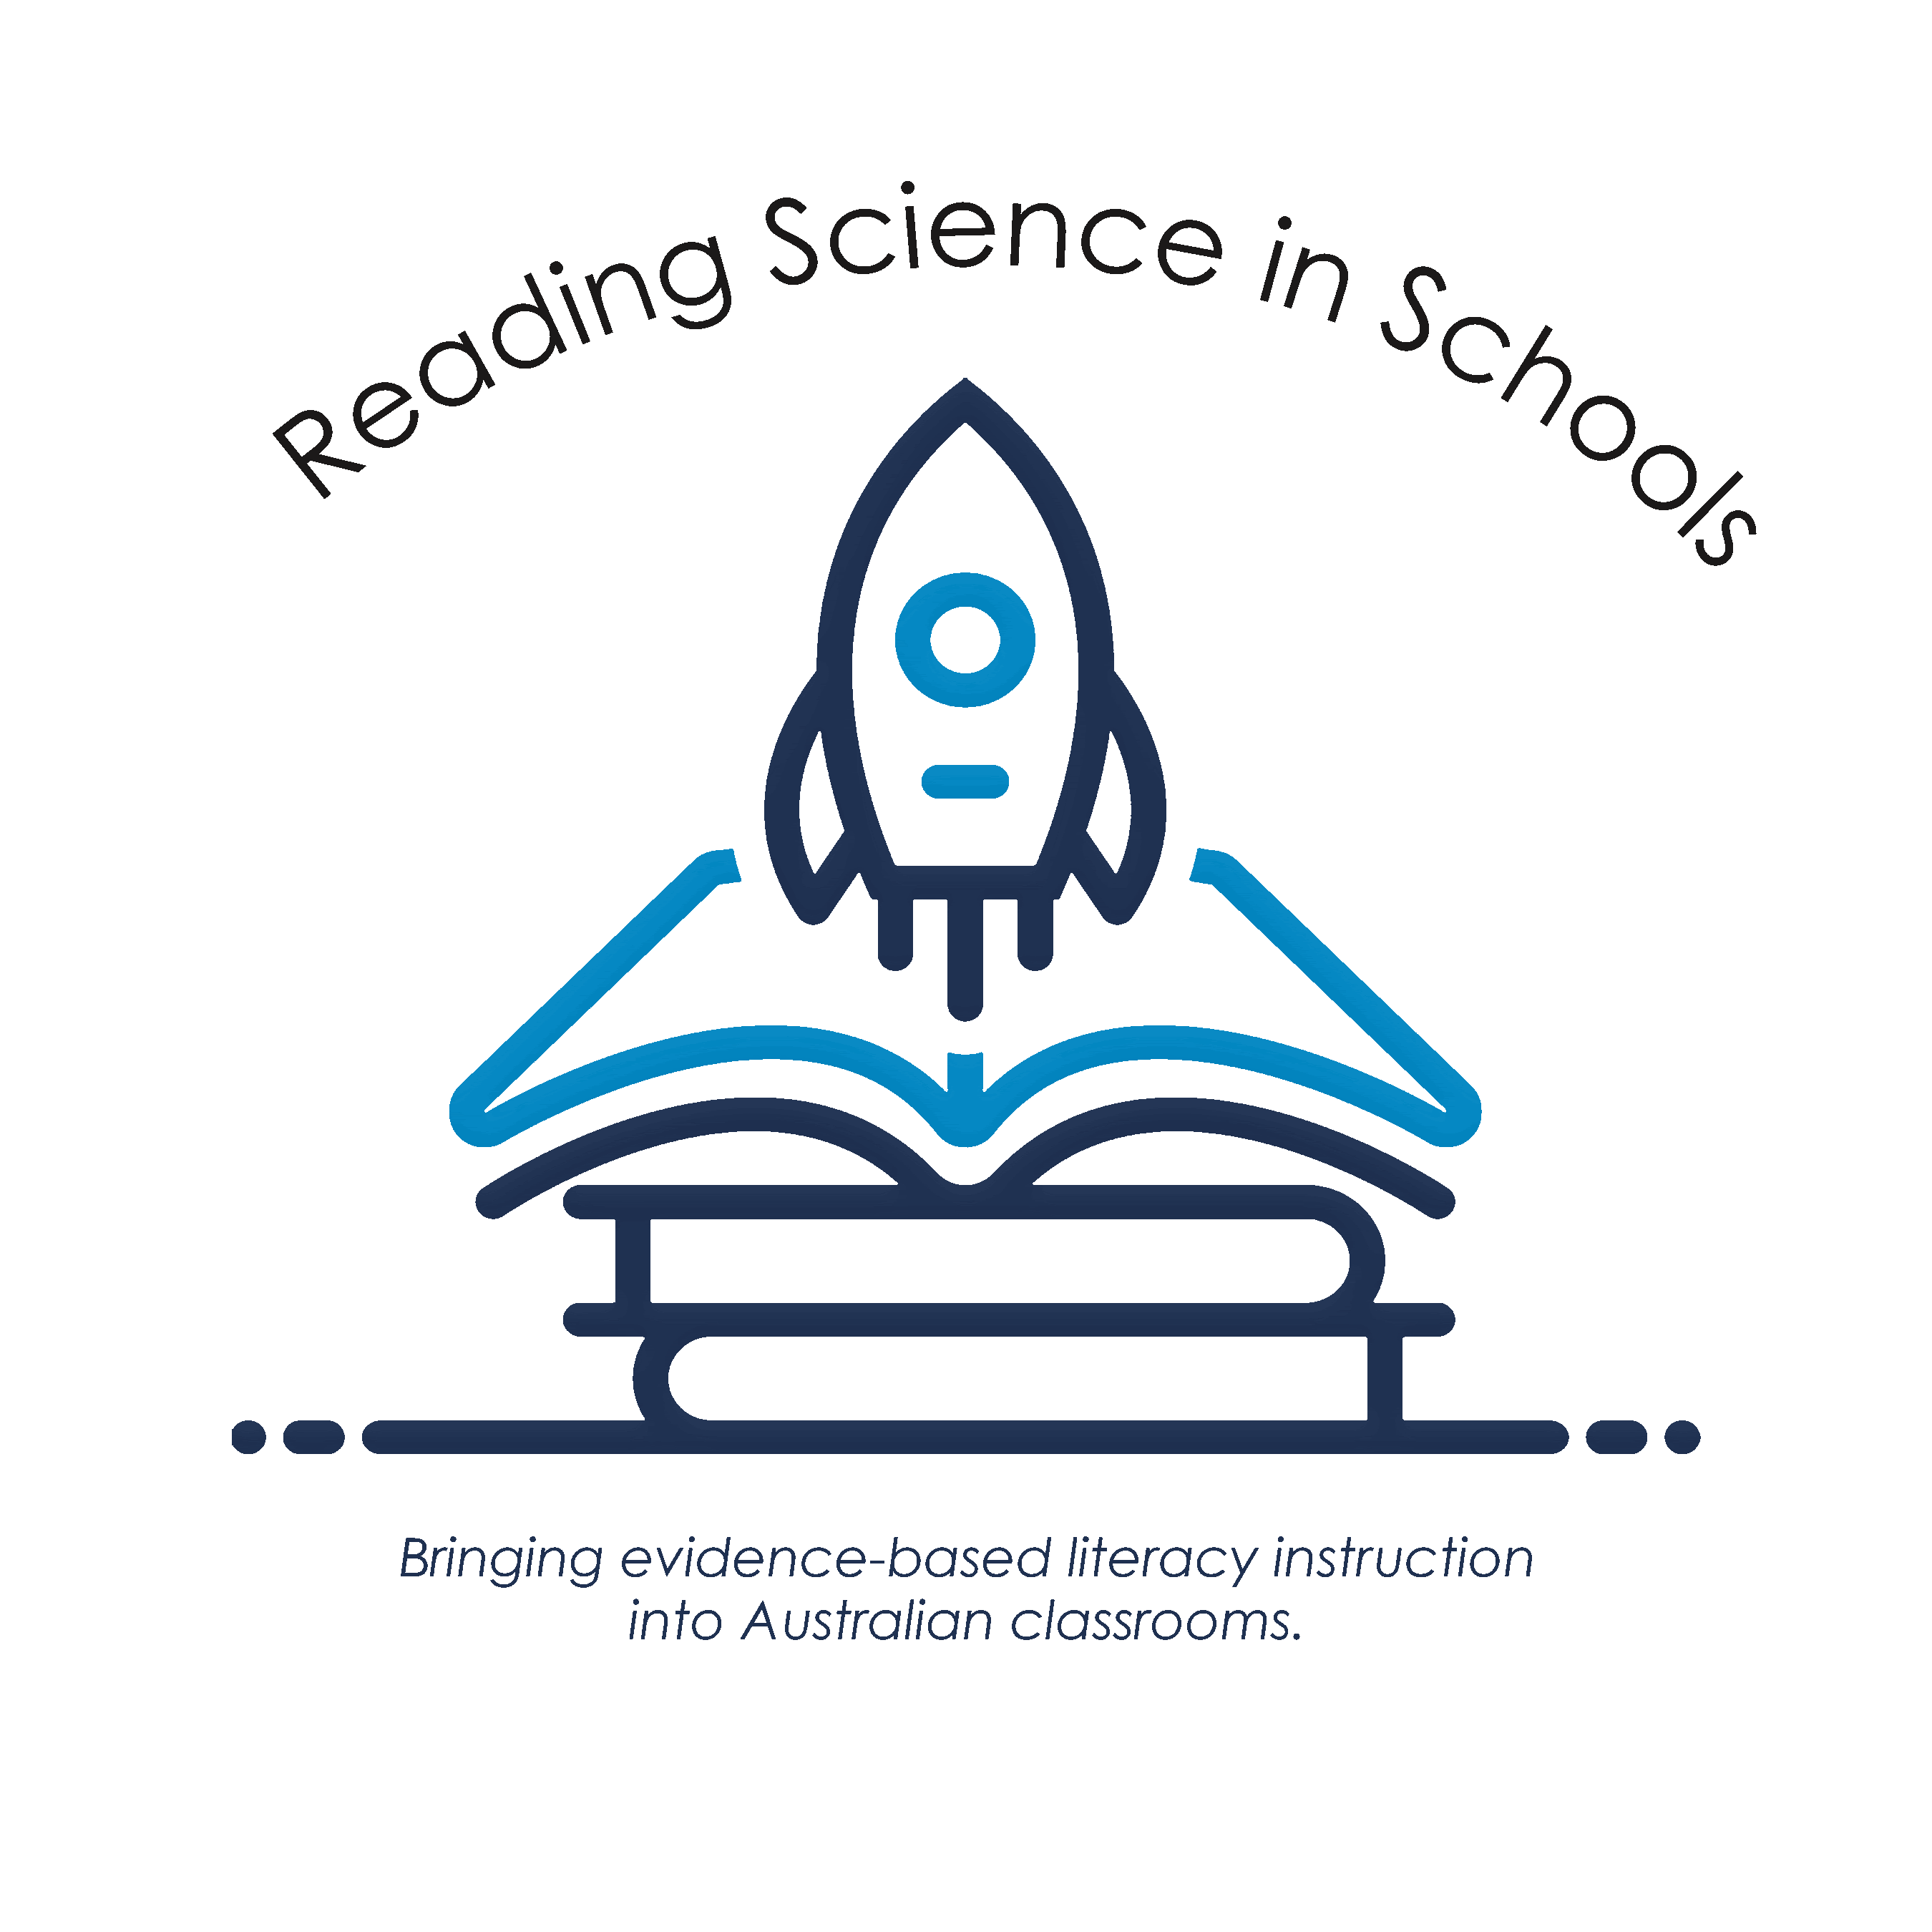 Reading Science in Schools
Bringing evidence-based literacy instruction
into Australian classrooms.